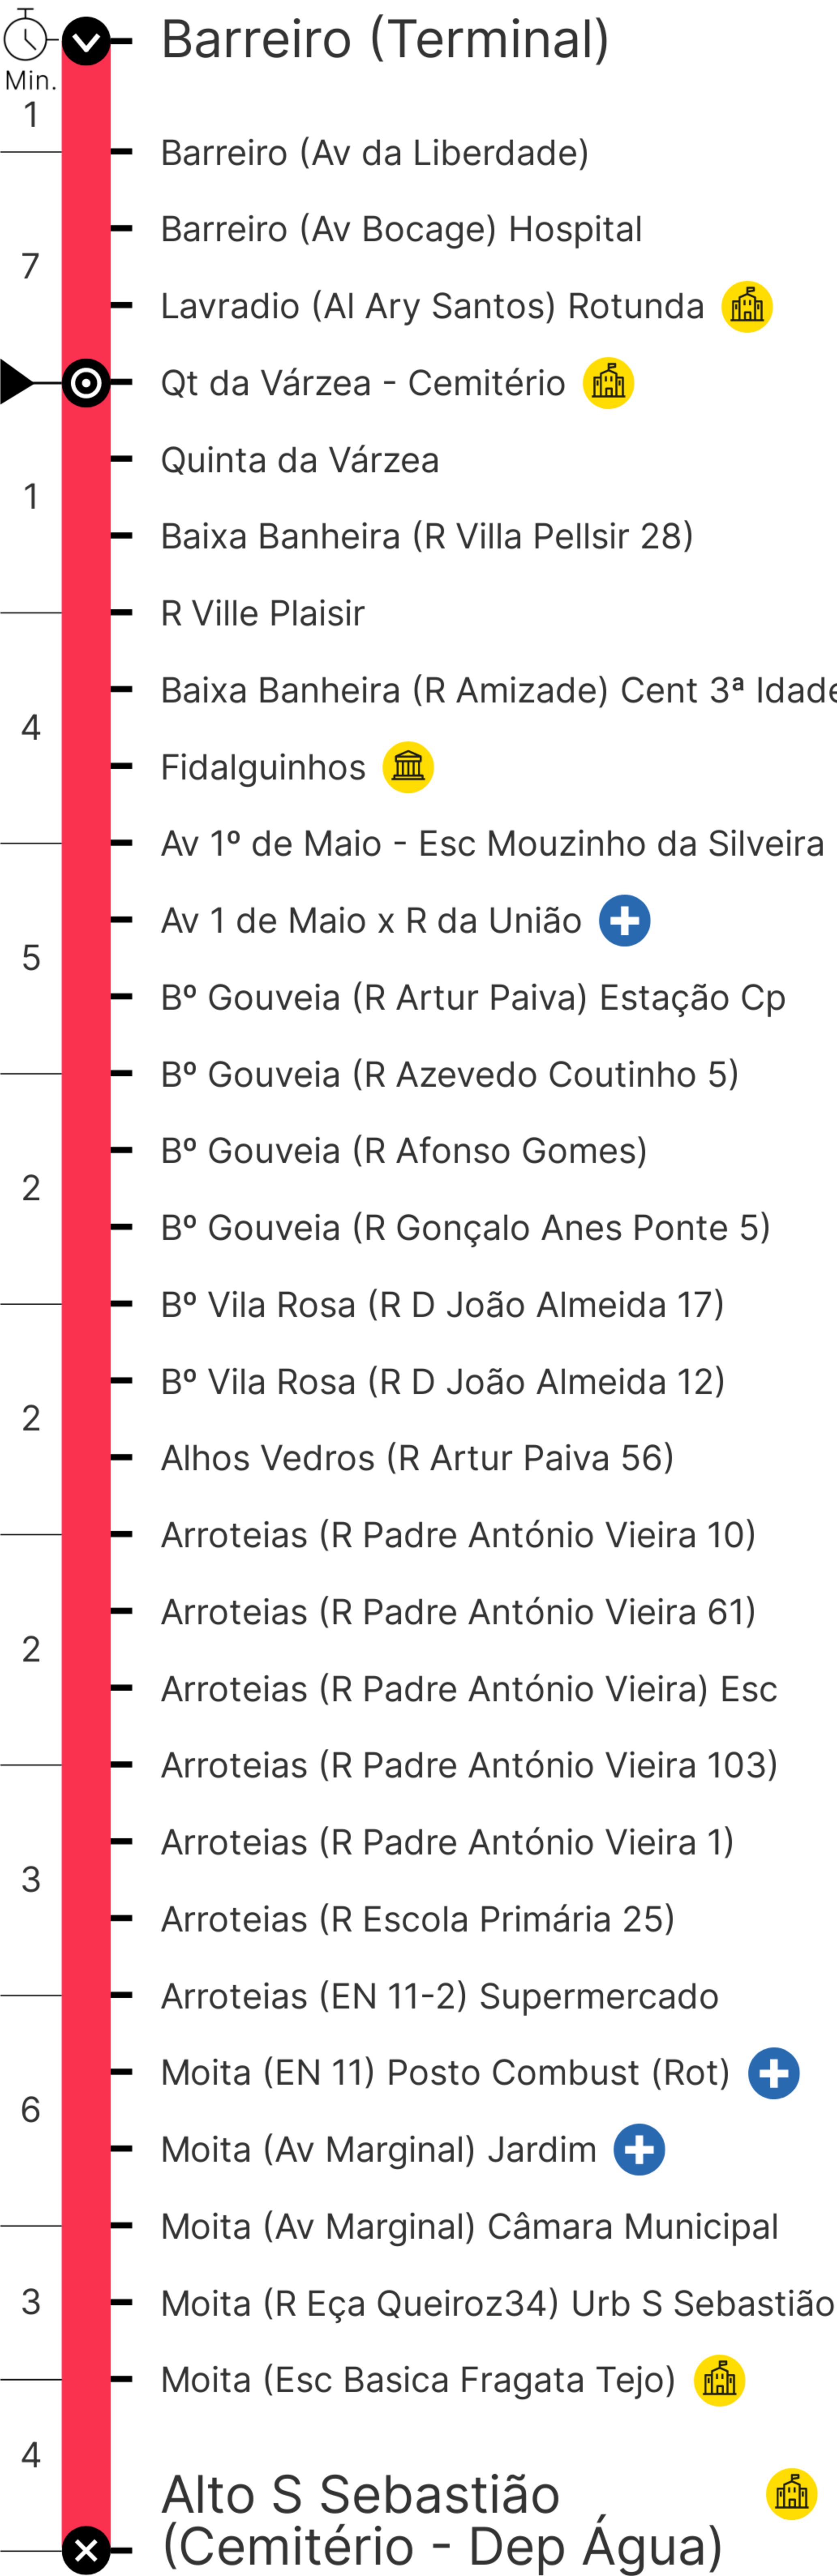 Barreiro (Terminal)
Min.
1
Barreiro (Av da Liberdade)
Barreiro (Av Bocage) Hospital
7
Lavradio (Al Ary Santos) Rotunda
Qt da Várzea - Cemitério
Quinta da Várzea
1
Baixa Banheira (R Villa Pellsir 28)
R Ville Plaisir
Baixa Banheira (R Amizade) Cent 3ª Idade
4
Fidalguinhos
Av 1º de Maio - Esc Mouzinho da Silveira
Av 1 de Maio x R da União
5
Bº Gouveia (R Artur Paiva) Estação Cp
Bº Gouveia (R Azevedo Coutinho 5)
Bº Gouveia (R Afonso Gomes)
2
Bº Gouveia (R Gonçalo Anes Ponte 5)
Bº Vila Rosa (R D João Almeida 17)
Bº Vila Rosa (R D João Almeida 12)
2
Alhos Vedros (R Artur Paiva 56)
Arroteias (R Padre António Vieira 10)
Arroteias (R Padre António Vieira 61)
2
Arroteias (R Padre António Vieira) Esc
Arroteias (R Padre António Vieira 103)
Arroteias (R Padre António Vieira 1)
3
Arroteias (R Escola Primária 25)
Arroteias (EN 11-2) Supermercado
Moita (EN 11) Posto Combust (Rot)
6
Moita (Av Marginal) Jardim
Moita (Av Marginal) Câmara Municipal
3
Moita (R Eça Queiroz34) Urb S Sebastião
Moita (Esc Basica Fragata Tejo)
4
Alto S Sebastião
(Cemitério - Dep Água)